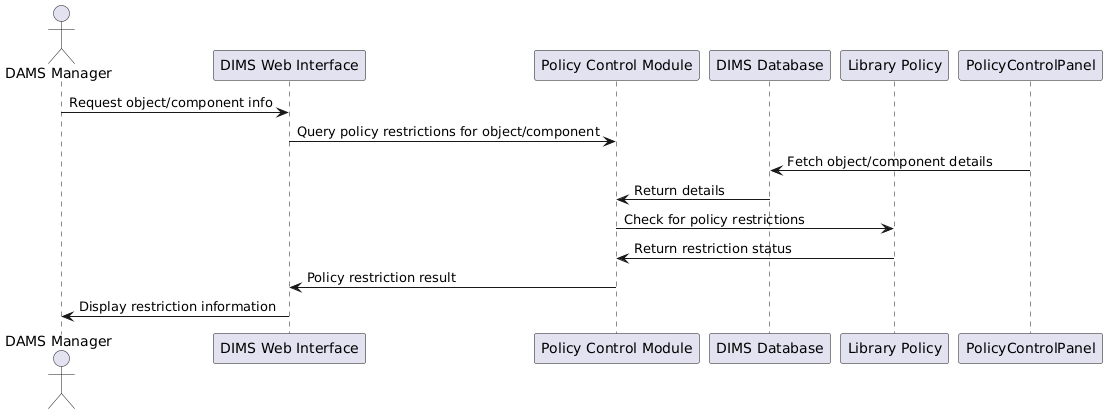 DAMS Manager
DIMS Web Interface
Policy Control Module
DIMS Database
Library Policy
PolicyControlPanel
Request object/component info
Query policy restrictions for object/component
Fetch object/component details
Return details
Check for policy restrictions
Return restriction status
Policy restriction result
Display restriction information
DAMS Manager
DIMS Web Interface
Policy Control Module
DIMS Database
Library Policy
PolicyControlPanel